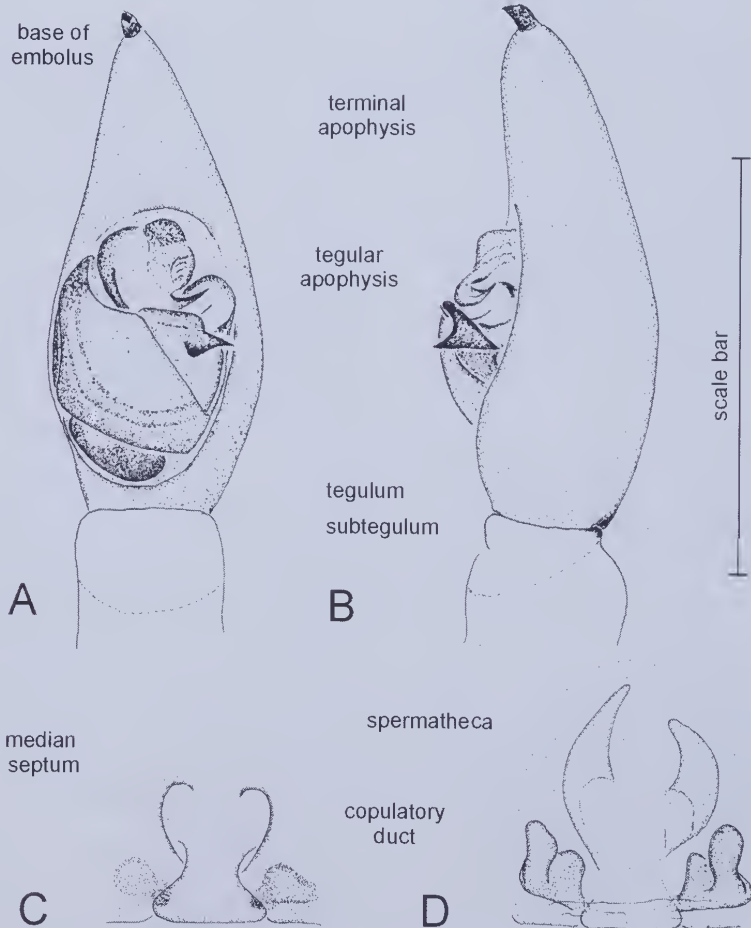 base of
embolus
terminal
apophysis
tegular
apophysis
scale bar
tegulum
subtegulum
A
B
median
septum
spermatheca
copulatory
duct
C
D